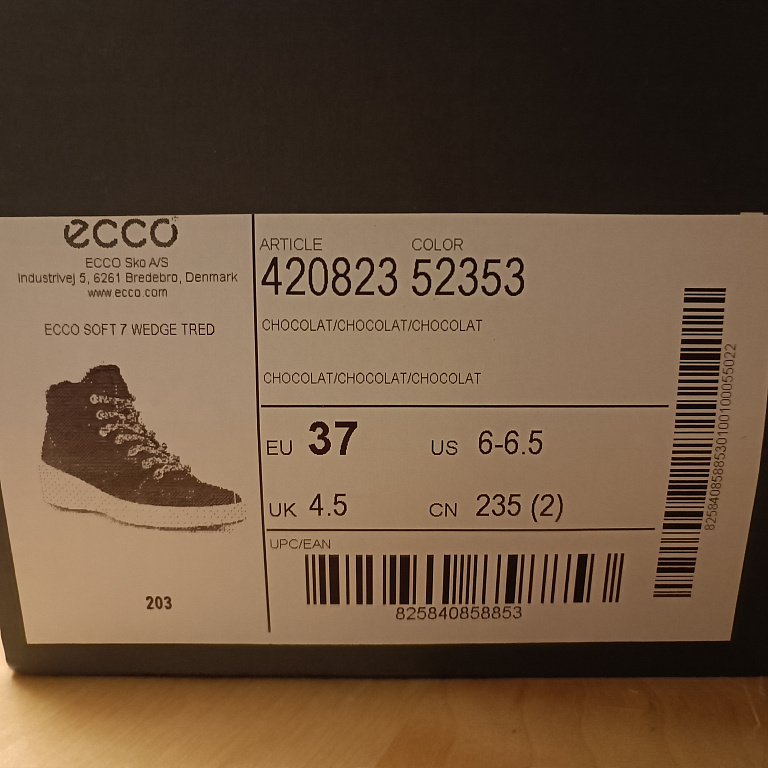 ecco
ECCO Sko A/S
Industrivej 5, 6261 Bredebro, Denmark
www.ecco.com
ECCO SOFT 7 WEDGE TRED
203
ARTICLE COLOR
420823 52353
CHOCOLAT/CHOCOLAT/CHOCOLAT
CHOCOLAT/CHOCOLAT/CHOCOLAT
EU 37 US 6-6.5
UK 4.5 CN 235 (2)
UPC/EAN
825840858853
8258408588530100100055022